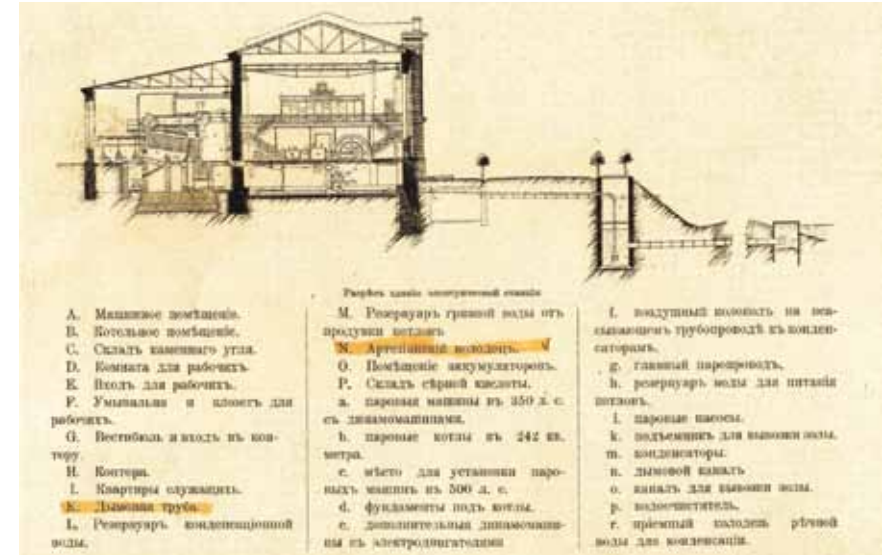 Разрѣзъ зданія электрической станціи
A. Машинное помѣщеніе.
B. Котельное помѣщеніе.
C. Складъ каменнаго угля.
D. Комната для рабочихъ.
E. Входъ для рабочихъ.
F. Умывальня и клозетъ для
рабочихъ.
G. Вестибюль и входъ въ кон-
тору.
H. Контора.
I. Квартиры служащихъ.
K. Дымовая труба.
L. Резервуаръ конденсаціонной
воды.
M. Резервуаръ грязной воды отъ
продувки котловъ
N. Артезіанскій колодецъ.
O. Помѣщеніе аккумуляторовъ.
P. Складъ сѣрной кислоты.
a. паровыя машины въ 350 л. с.
съ динамомашинами.
b. паровые котлы въ 242 кв.
метра.
c. мѣсто для установки паро-
выхъ машинъ въ 500 л. с.
d. фундаменты подъ котлы.
e. дополнительныя динамомаши-
ны съ электродвигателями
f. воздушный колоколъ на вса-
сывающемъ трубопроводѣ къ конден-
саторамъ.
g. главный паропроводъ.
h. резервуаръ воды для питанія
котловъ.
i. паровые насосы.
k. подъемникъ для вывозки золы.
m. конденсаторы.
n. дымовой каналъ
o. каналъ для вывозки золы.
p. водоочиститель.
r. пріемный колодецъ рѣчной
воды для конденсаціи.